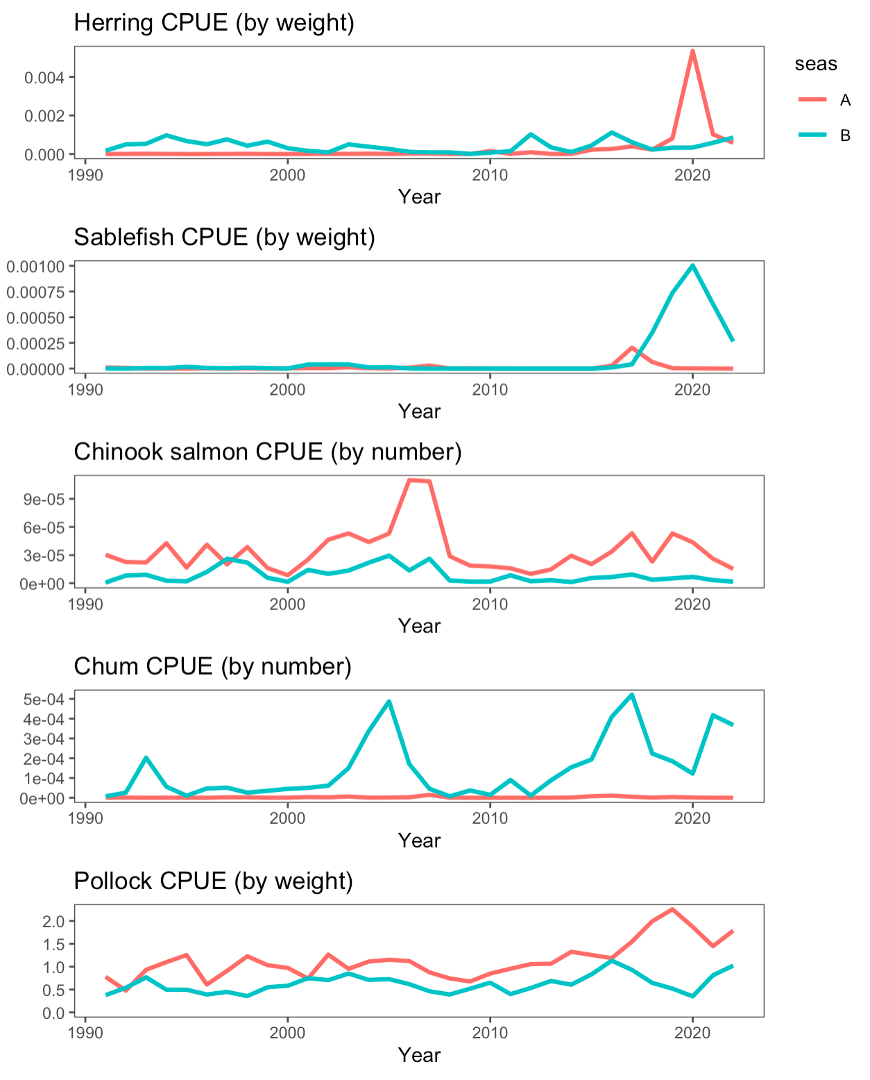 Herring CPUE (by weight)
seas
A
B
0.004
0.002
0.000
1990 2000 2010 2020
Year
Sablefish CPUE (by weight)
0.00100
0.00075
0.00050
0.00025
0.00000
1990 2000 2010 2020
Year
Chinook salmon CPUE (by number)
9e-05
6e-05
3e-05
0e+00
1990 2000 2010 2020
Year
Chum CPUE (by number)
5e-04
4e-04
3e-04
2e-04
1e-04
0e+00
1990 2000 2010 2020
Year
Pollock CPUE (by weight)
2.0
1.5
1.0
0.5
0.0
1990 2000 2010 2020
Year